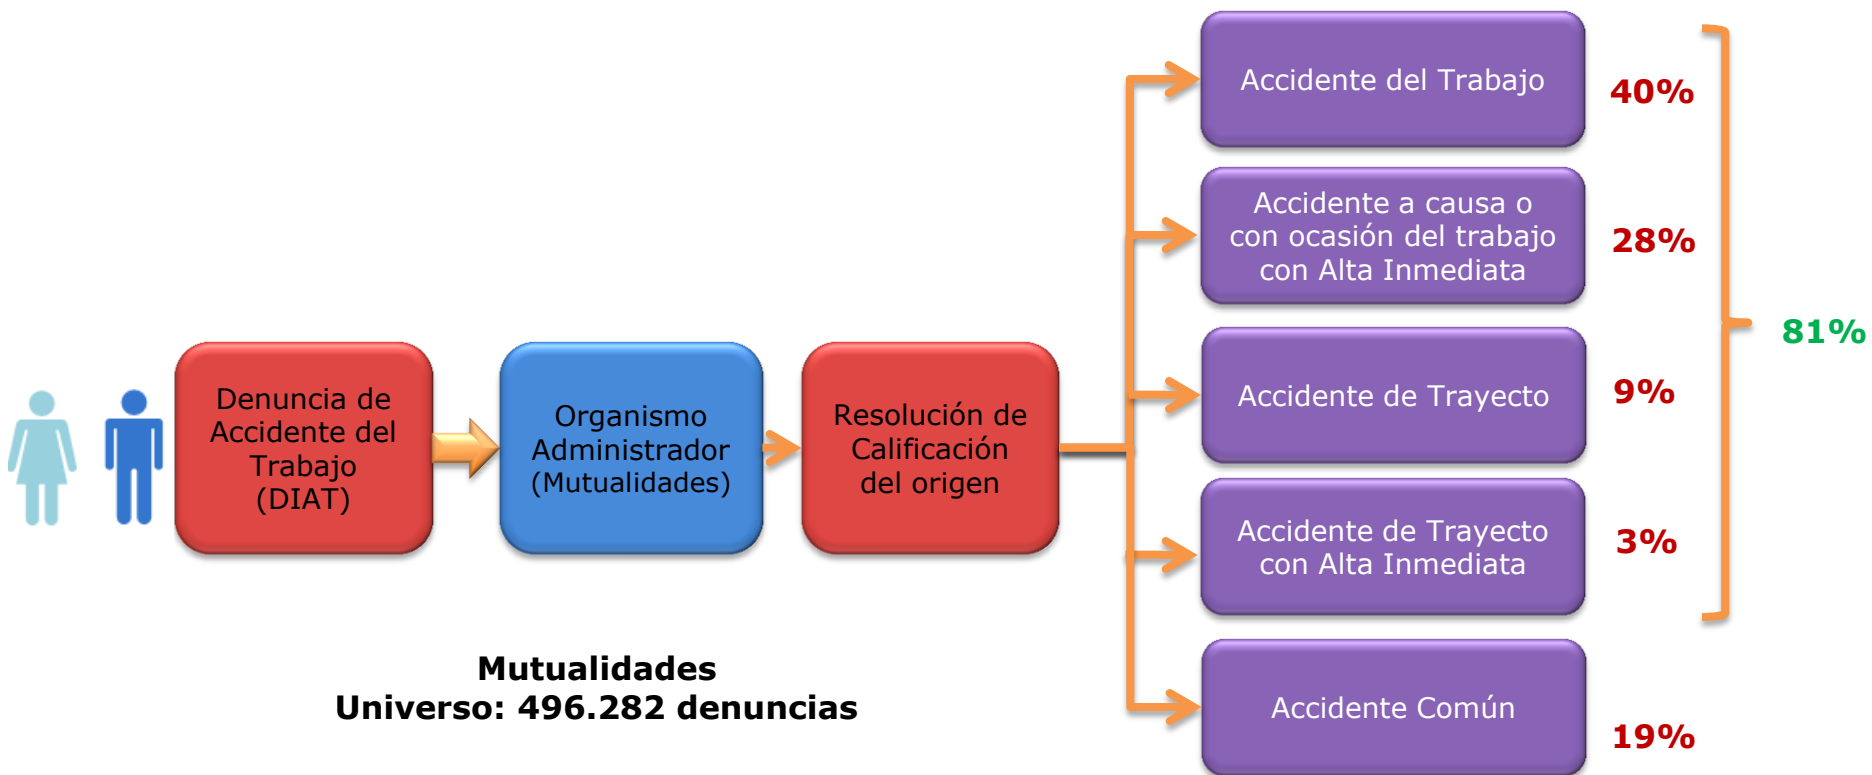 Denuncia de
Accidente del
Trabajo
(DIAT)
Organismo
Administrador
(Mutualidades)
Resolución de
Calificación
del origen
Accidente del Trabajo
40%
Accidente a causa o
con ocasión del trabajo
con Alta Inmediata
28%
Accidente de Trayecto
9%
Accidente de Trayecto
con Alta Inmediata
3%
81%
Accidente Común
19%
Mutualidades
Universo: 496.282 denuncias